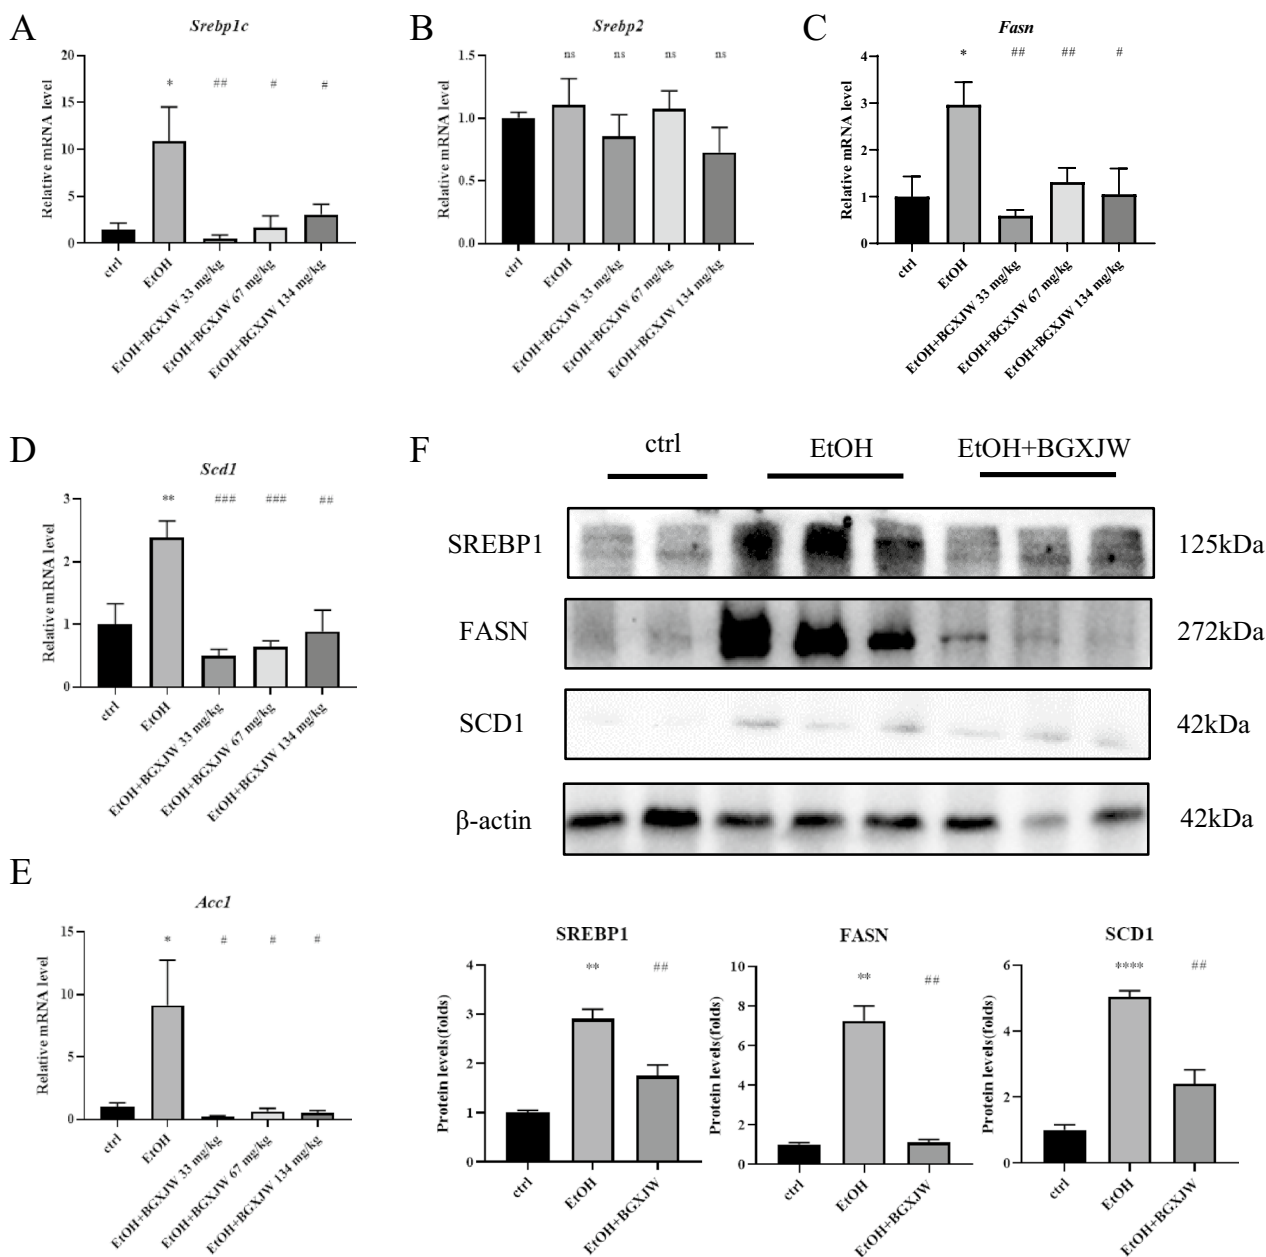 A
Srebp1c
Relative mRNA level
20
15
10
5
0
* ## # #
ctrl
EtOH
EtOH+BGXJW 33 mg/kg
EtOH+BGXJW 67 mg/kg
EtOH+BGXJW 134 mg/kg
B
Srebp2
Relative mRNA level
1.5
1.0
0.5
0.0
ns ns ns ns
ctrl
EtOH
EtOH+BGXJW 33 mg/kg
EtOH+BGXJW 67 mg/kg
EtOH+BGXJW 134 mg/kg
C
Fasn
Relative mRNA level
4
3
2
1
0
* ## ## #
ctrl
EtOH
EtOH+BGXJW 33 mg/kg
EtOH+BGXJW 67 mg/kg
EtOH+BGXJW 134 mg/kg
D
Scd1
Relative mRNA level
3
2
1
0
** ### ### ##
ctrl
EtOH
EtOH+BGXJW 33 mg/kg
EtOH+BGXJW 67 mg/kg
EtOH+BGXJW 134 mg/kg
E
Acc1
Relative mRNA level
15
10
5
0
* # # #
ctrl
EtOH
EtOH+BGXJW 33 mg/kg
EtOH+BGXJW 67 mg/kg
EtOH+BGXJW 134 mg/kg
F
ctrl EtOH EtOH+BGXJW
SREBP1 125kDa
FASN 272kDa
SCD1 42kDa
β-actin 42kDa
SREBP1
Protein levels(folds)
4
3
2
1
0
** ##
ctrl
EtOH
EtOH+BGXJW
FASN
Protein levels(folds)
10
8
6
4
2
0
** ##
ctrl
EtOH
EtOH+BGXJW
SCD1
Protein levels(folds)
6
4
2
0
**** ##
ctrl
EtOH
EtOH+BGXJW